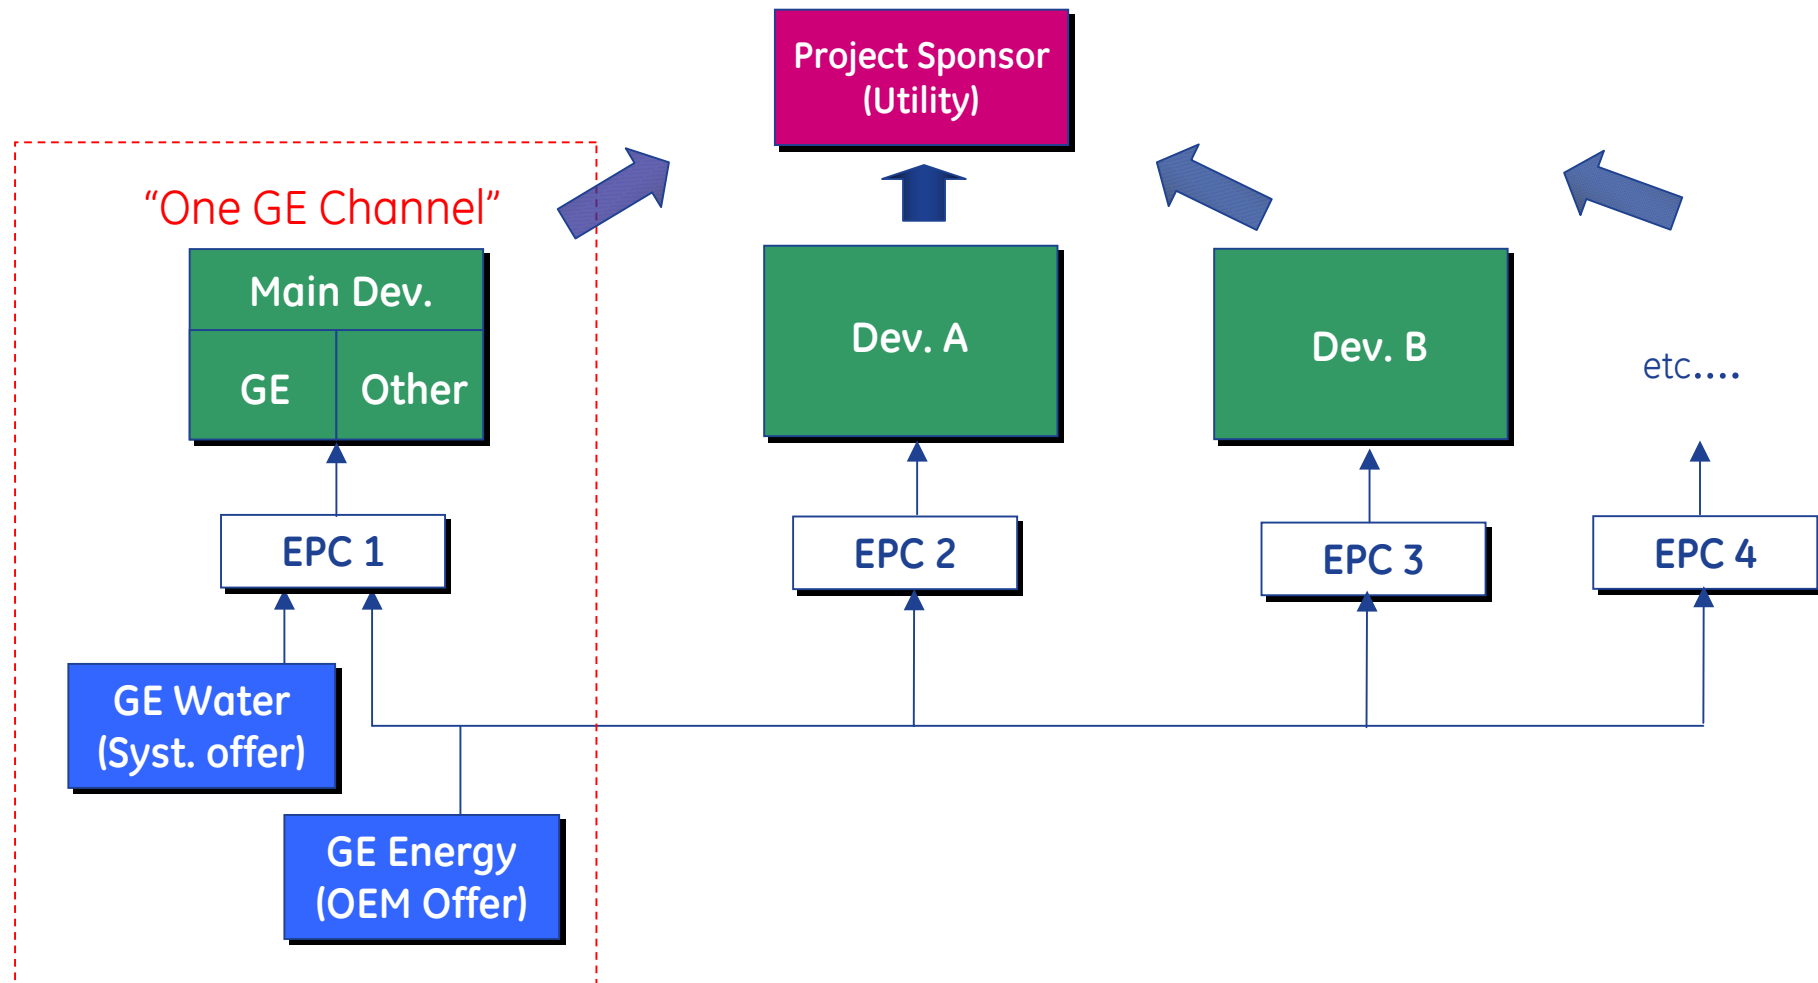 Project Sponsor
(Utility)
“One GE Channel”
Main Dev.
GE
Other
Dev. A
Dev. B
etc....
EPC 1
EPC 2
EPC 3
EPC 4
GE Water
(Syst. offer)
GE Energy
(OEM Offer)